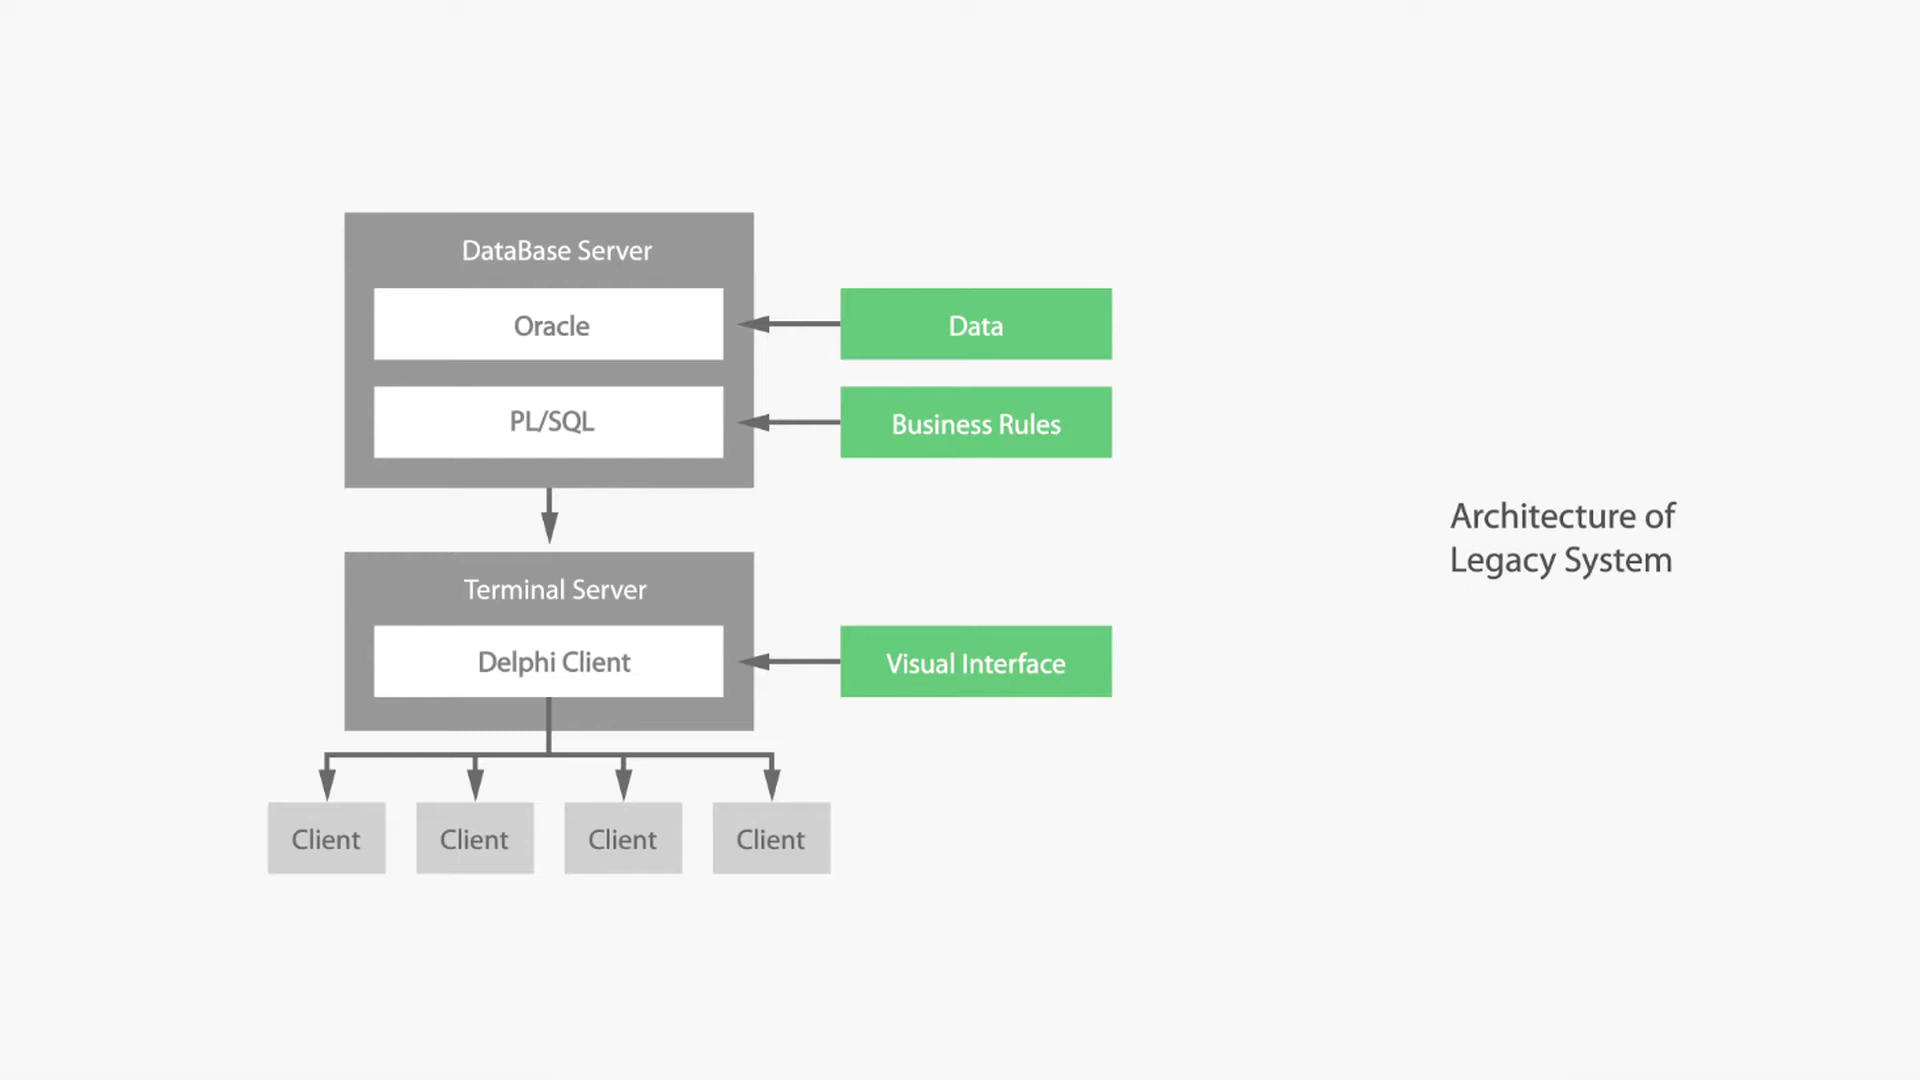 DataBase Server
Oracle
Data
PL/SQL
Business Rules
Architecture of
Legacy System
Terminal Server
Delphi Client
Visual Interface
Client
Client
Client
Client